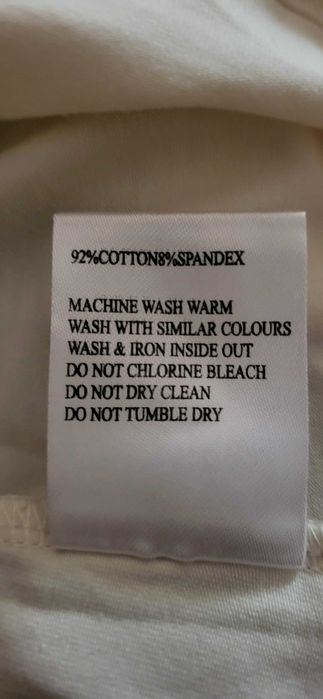 92%COTTON8%SPANDEX
MACHINE WASH WARM
WASH WITH SIMILAR COLOURS
WASH & IRON INSIDE OUT
DO NOT CHLORINE BLEACH
DO NOT DRY CLEAN
DO NOT TUMBLE DRY